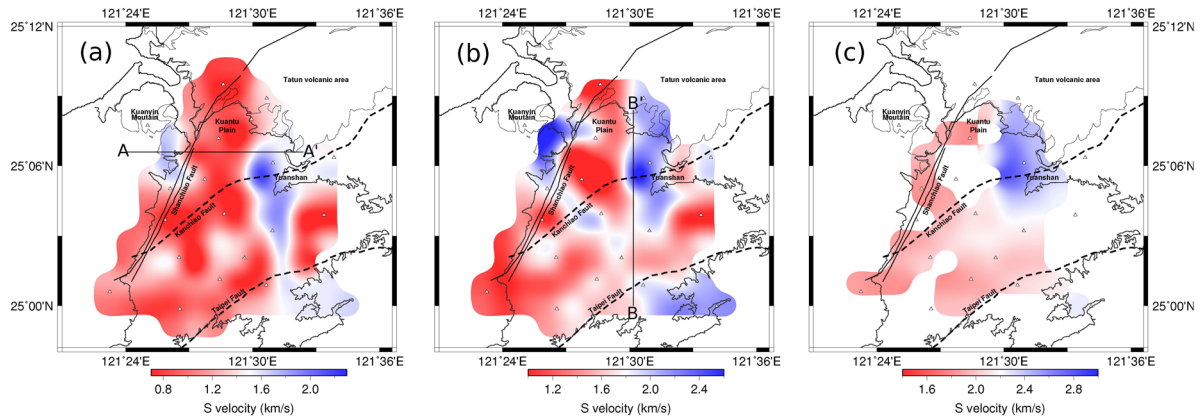 121°24′E 121°30′E 121°36′E 121°24′E 121°30′E 121°36′E 121°24′E 121°30′E 121°36′E
25°12′N 25°12′N
(a) (b) (c)
Tatun volcanic area Tatun volcanic area Tatun volcanic area
Kuanyin Moutain Kuantu Plain Kuanyin Moutain Kuantu Plain B' Kuanyin Moutain Kuantu Plain
A A'
25°06′N 25°06′N
Yuanshan Yuanshan Yuanshan
Shanchiao Fault Shanchiao Fault Shanchiao Fault
Kanchiao Fault Kanchiao Fault Kanchiao Fault
25°00′N B 25°00′N
Taipei Fault Taipei Fault Taipei Fault
121°24′E 121°30′E 121°36′E 121°24′E 121°30′E 121°36′E 121°24′E 121°30′E 121°36′E
0.8 1.2 1.6 2.0 1.2 1.6 2.0 2.4 1.6 2.0 2.4 2.8
S velocity (km/s) S velocity (km/s) S velocity (km/s)